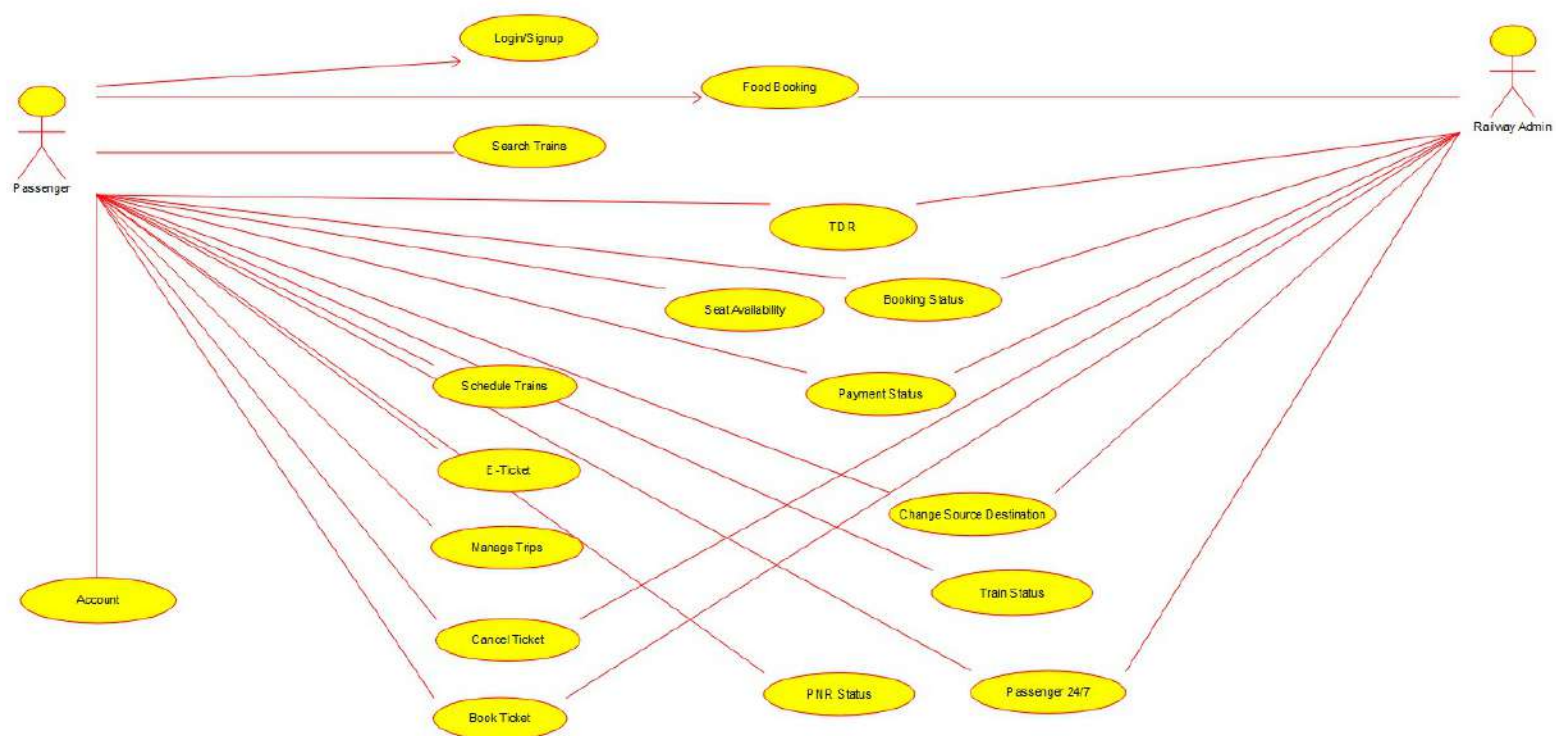 Login/Signup
Food Booking
Railway Admin
Search Trains
Passenger
TDR
Booking Status
Seat Availability
Schedule Trains
Payment Status
E-Ticket
Change Source Destination
Manage Trips
Train Status
Account
Cancel Ticket
PNR Status
Passenger 24/7
Book Ticket